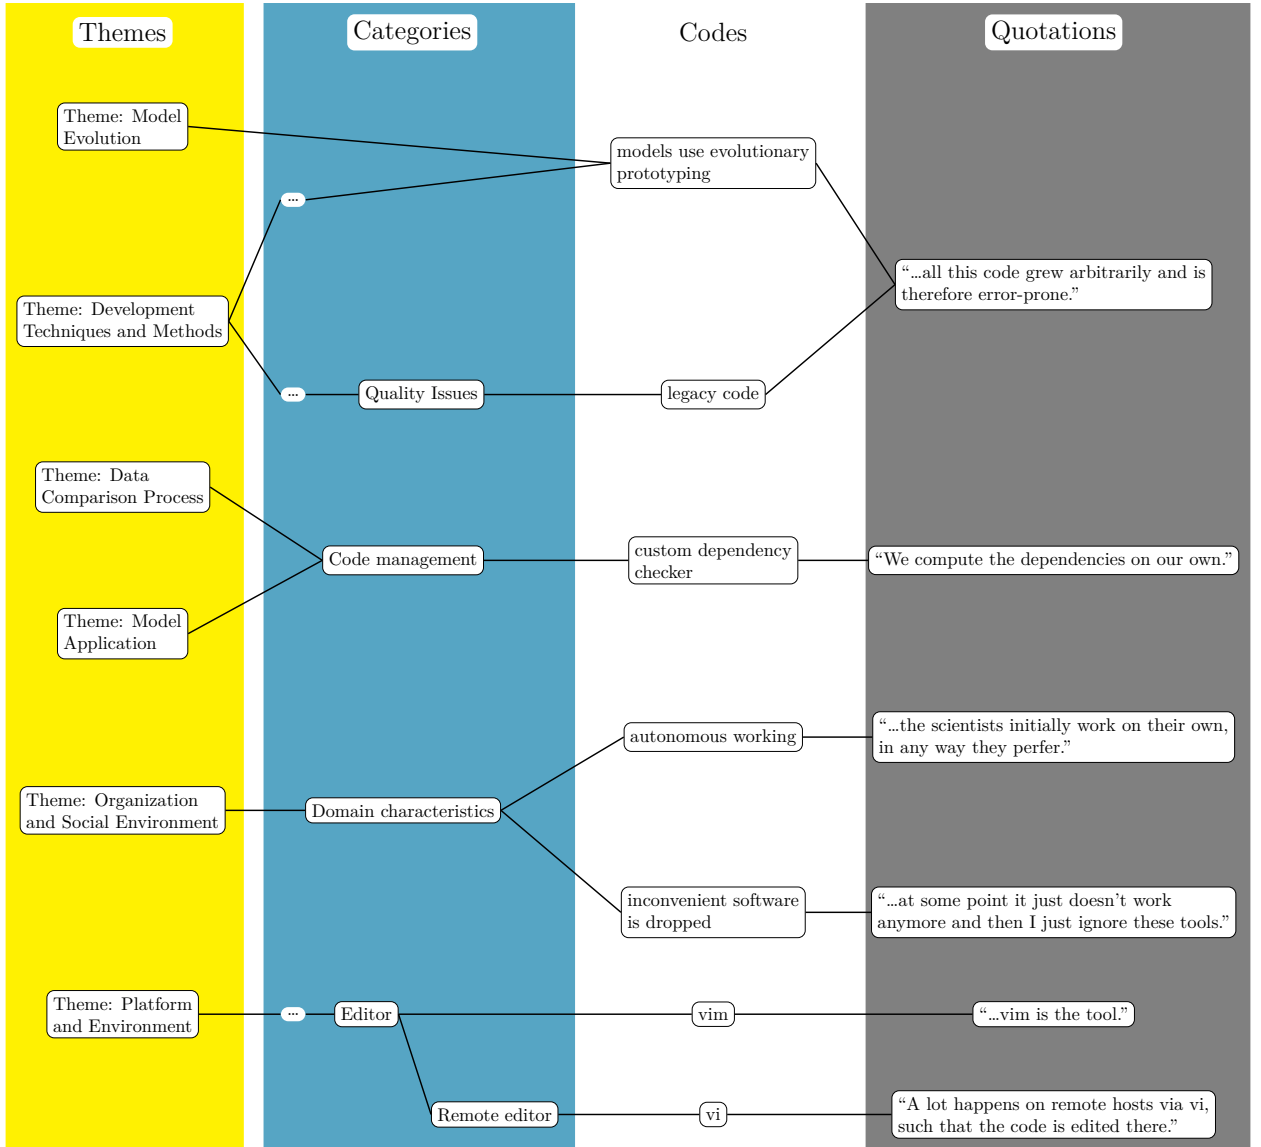 Themes
Categories
Codes
Quotations
Theme: Model
Evolution
models use evolutionary
prototyping
...
“...all this code grew arbitrarily and is
therefore error-prone.”
Theme: Development
Techniques and Methods
...
Quality Issues
legacy code
Theme: Data
Comparison Process
Code management
custom dependency
checker
“We compute the dependencies on our own.”
Theme: Model
Application
autonomous working
“...the scientists initially work on their own,
in any way they perfer.”
Theme: Organization
and Social Environment
Domain characteristics
inconvenient software
is dropped
“...at some point it just doesn't work
anymore and then I just ignore these tools.”
Theme: Platform
and Environment
...
Editor
vim
“...vim is the tool.”
Remote editor
vi
“A lot happens on remote hosts via vi,
such that the code is edited there.”